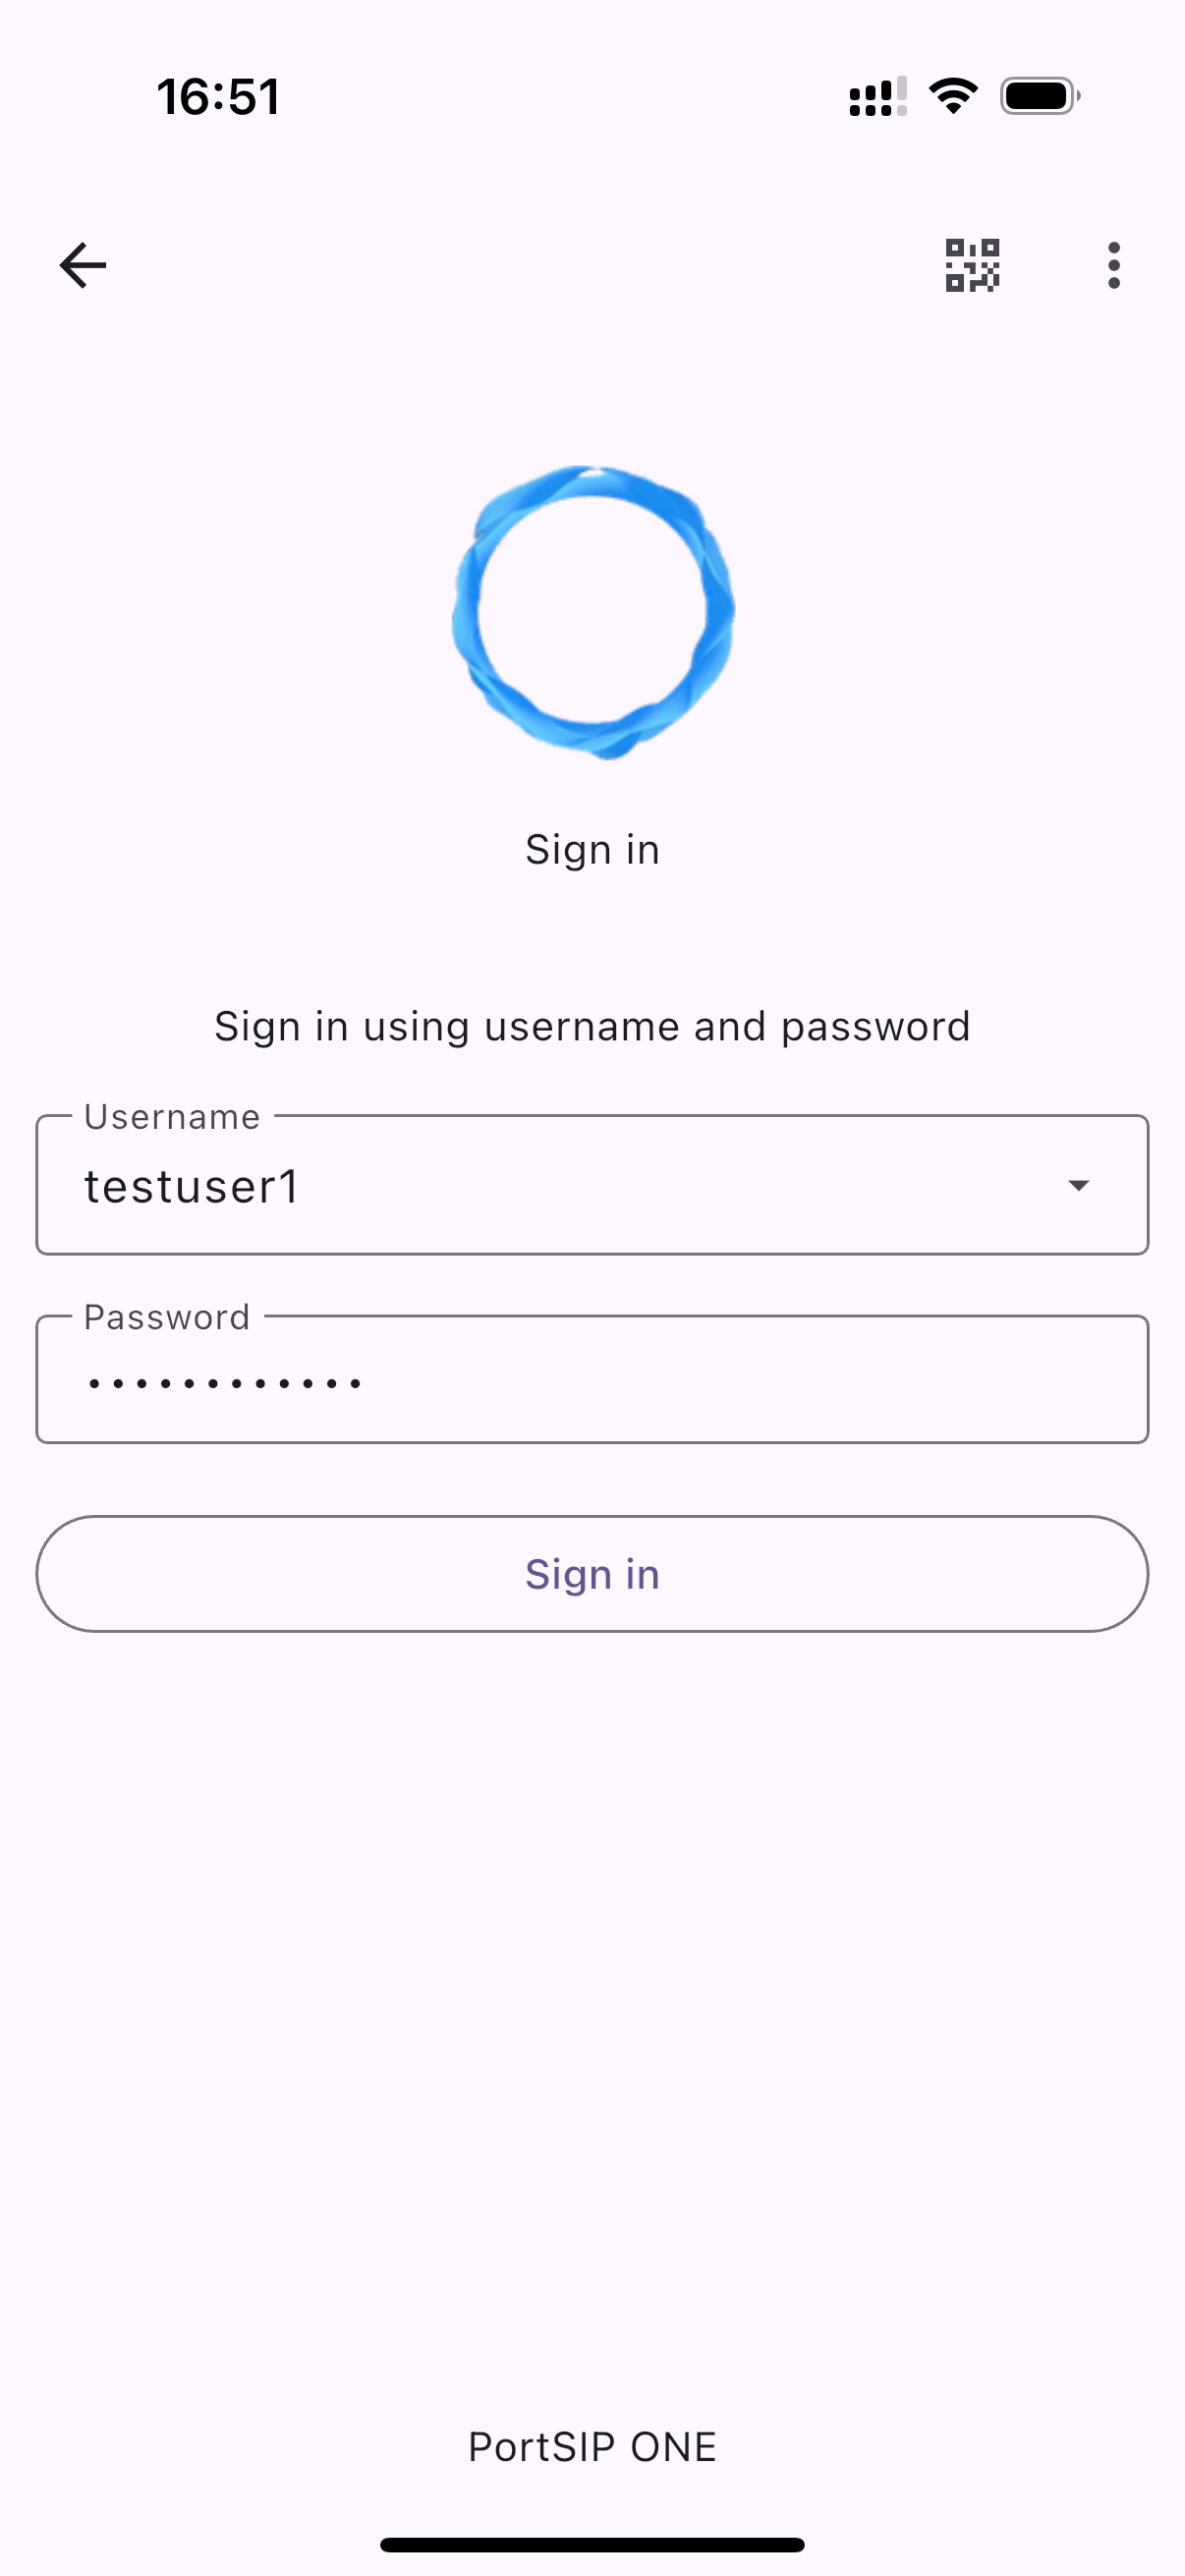 16:51
Sign in
Sign in using username and password
Username
testuser1
Password
••••••••••••
Sign in
PortSIP ONE